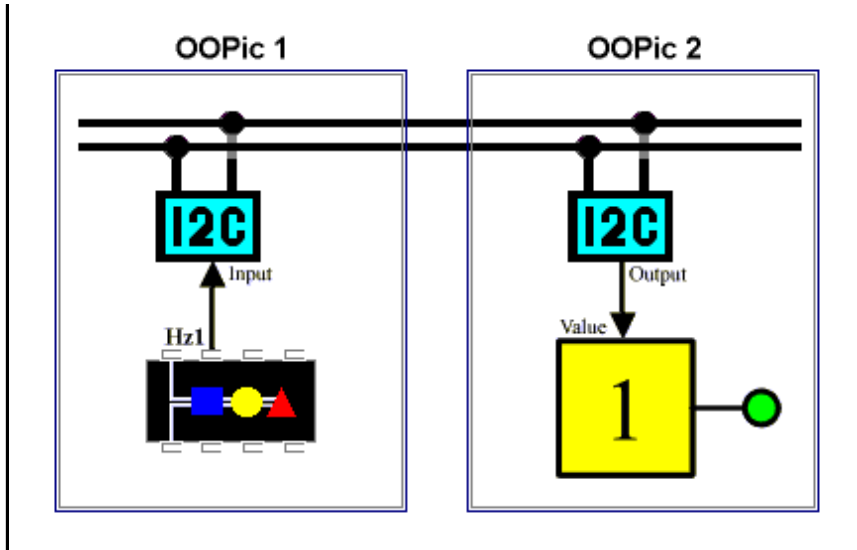 OOPic 1
OOPic 2
I2C
I2C
Input
Output
Hz1
Value
1